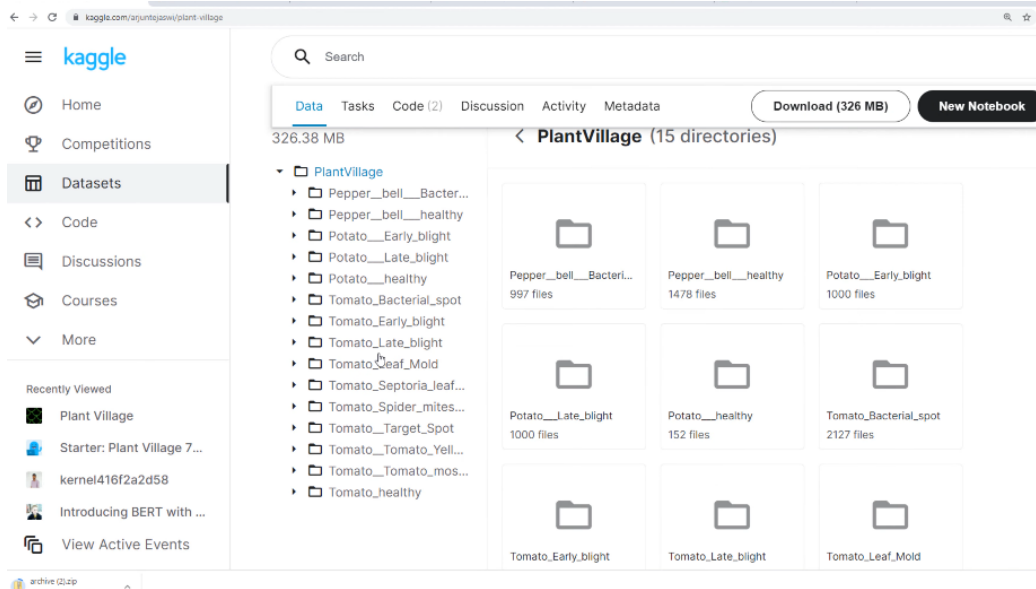 kaggle.com/arjuntejaswi/plant-village
kaggle
Search
Home
Competitions
Datasets
Code
Discussions
Courses
More
Recently Viewed
Plant Village
Starter: Plant Village 7...
kernel416f2a2d58
Introducing BERT with ...
View Active Events
Data Tasks Code (2) Discussion Activity Metadata
Download (326 MB)
New Notebook
326.38 MB
PlantVillage
Pepper__bell___Bacter...
Pepper__bell___healthy
Potato___Early_blight
Potato___Late_blight
Potato___healthy
Tomato_Bacterial_spot
Tomato_Early_blight
Tomato_Late_blight
Tomato_Leaf_Mold
Tomato_Septoria_leaf...
Tomato_Spider_mites...
Tomato__Target_Spot
Tomato__Tomato_Yell...
Tomato__Tomato_mos...
Tomato_healthy
PlantVillage (15 directories)
Pepper__bell___Bacteri...
997 files
Pepper__bell___healthy
1478 files
Potato___Early_blight
1000 files
Potato___Late_blight
1000 files
Potato___healthy
152 files
Tomato_Bacterial_spot
2127 files
Tomato_Early_blight
Tomato_Late_blight
Tomato_Leaf_Mold
archive (2).zip